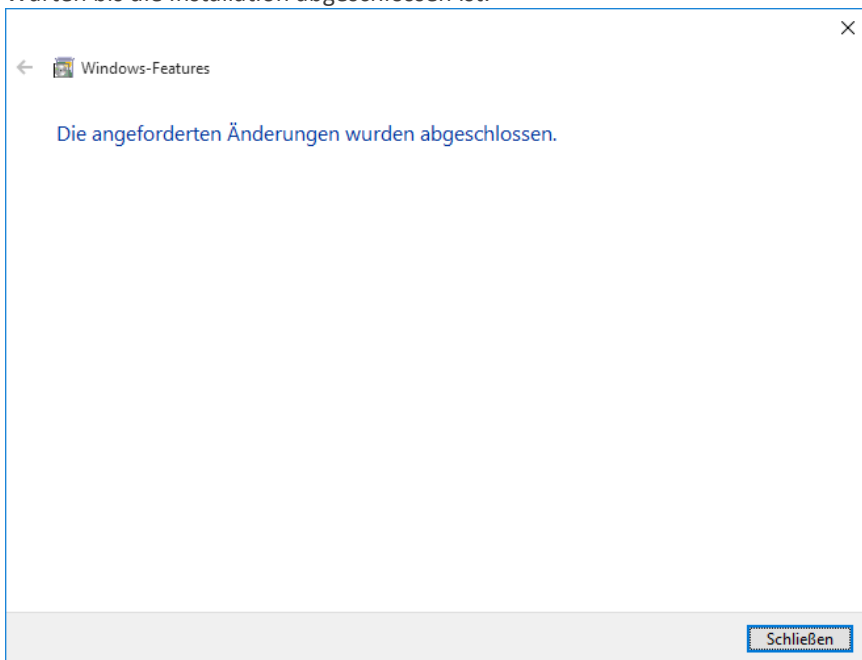 Warten bis die Installation abgeschlossen ist.
Windows-Features
Die angeforderten Änderungen wurden abgeschlossen.
Schließen